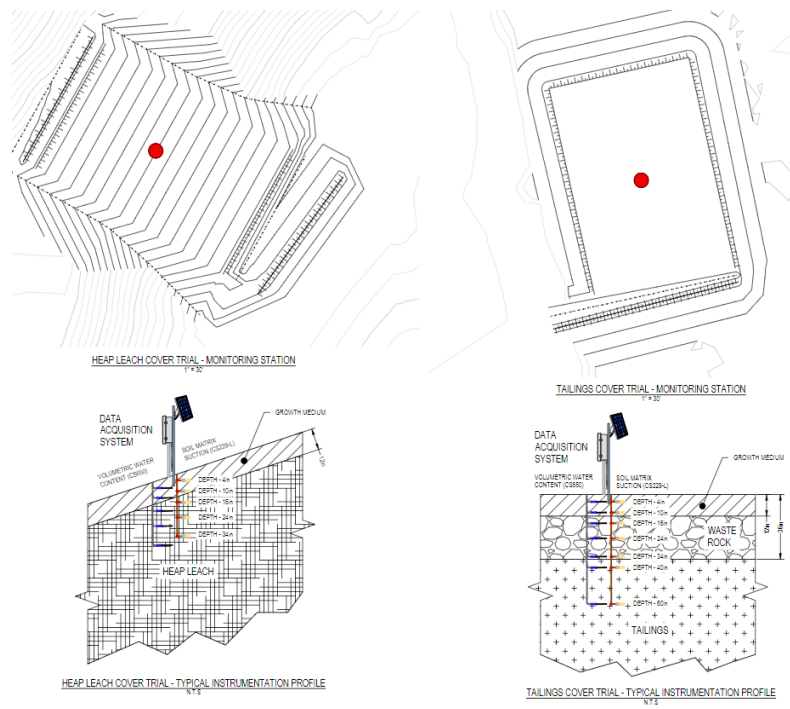 HEAP LEACH COVER TRIAL - MONITORING STATION
1" = 30'
TAILINGS COVER TRIAL - MONITORING STATION
1" = 30'
DATA
ACQUISITION
SYSTEM
GROWTH MEDIUM
SOIL MATRIX
SUCTION (CS229-L)
VOLUMETRIC WATER
CONTENT (CS650)
12in
DEPTH - 4in
DEPTH - 10in
DEPTH - 16in
DEPTH - 24in
DEPTH - 34in
HEAP LEACH
HEAP LEACH COVER TRIAL - TYPICAL INSTRUMENTATION PROFILE
N.T.S
DATA
ACQUISITION
SYSTEM
GROWTH MEDIUM
VOLUMETRIC WATER
CONTENT (CS650)
SOIL MATRIX
SUCTION (CS229-L)
DEPTH - 4in
DEPTH - 10in
DEPTH - 16in
DEPTH - 24in
DEPTH - 34in
DEPTH - 40in
DEPTH - 60in
WASTE
ROCK
12in
36in
TAILINGS
TAILINGS COVER TRIAL - TYPICAL INSTRUMENTATION PROFILE
N.T.S